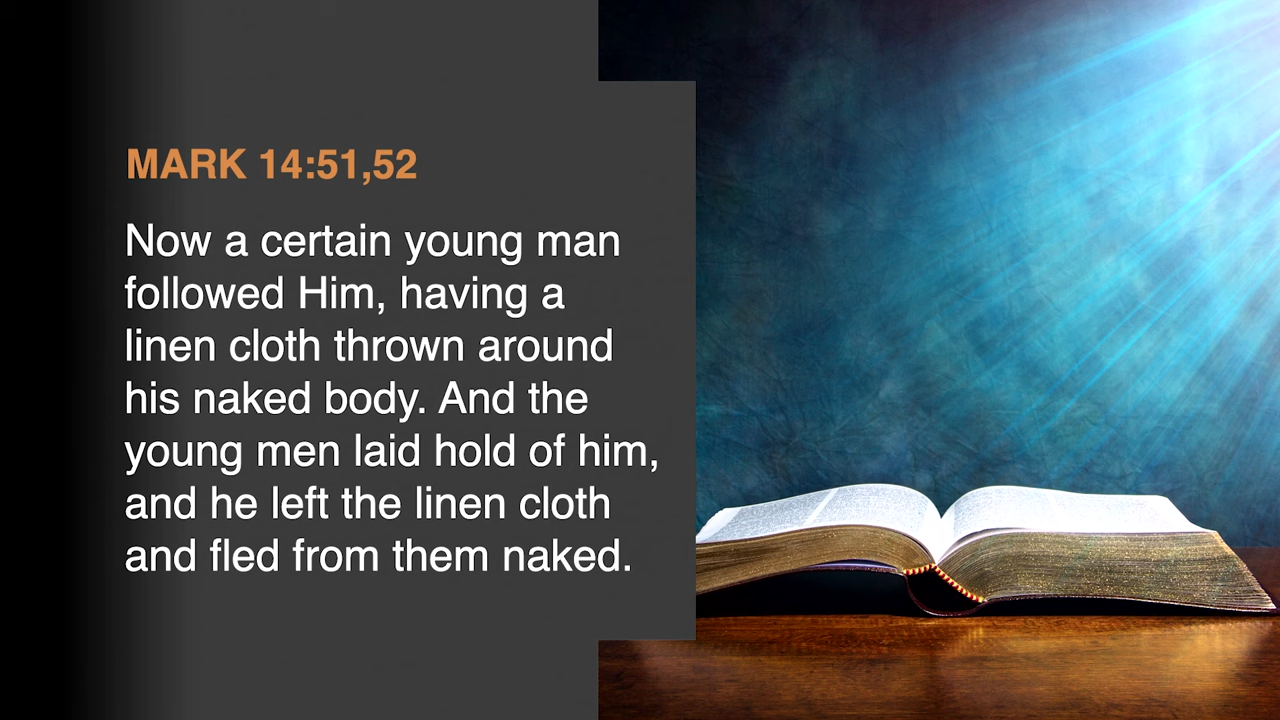 MARK 14:51,52
Now a certain young man
followed Him, having a
linen cloth thrown around
his naked body. And the
young men laid hold of him,
and he left the linen cloth
and fled from them naked.